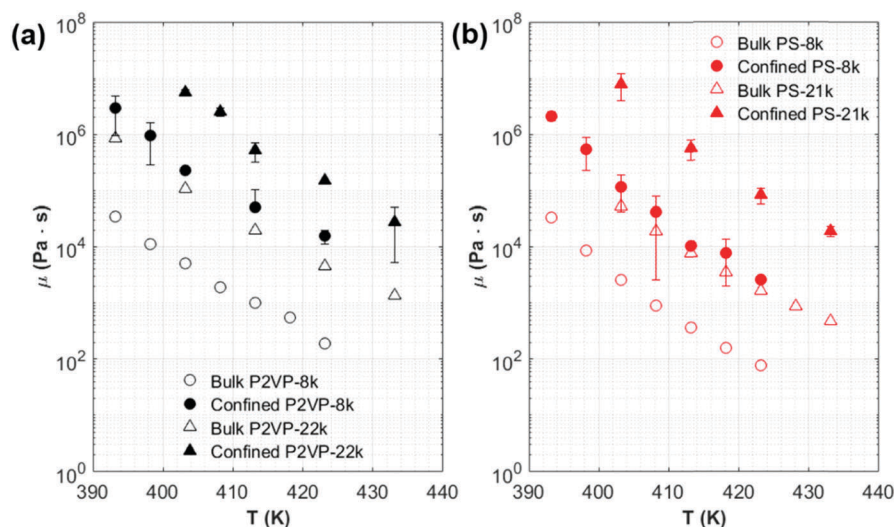 (a)
10^8
10^6
10^4
10^2
10^0
μ (Pa · s)
Bulk P2VP-8k
Confined P2VP-8k
Bulk P2VP-22k
Confined P2VP-22k
390 400 410 420 430 440
T (K)
(b)
10^8
10^6
10^4
10^2
10^0
μ (Pa · s)
Bulk PS-8k
Confined PS-8k
Bulk PS-21k
Confined PS-21k
390 400 410 420 430 440
T (K)